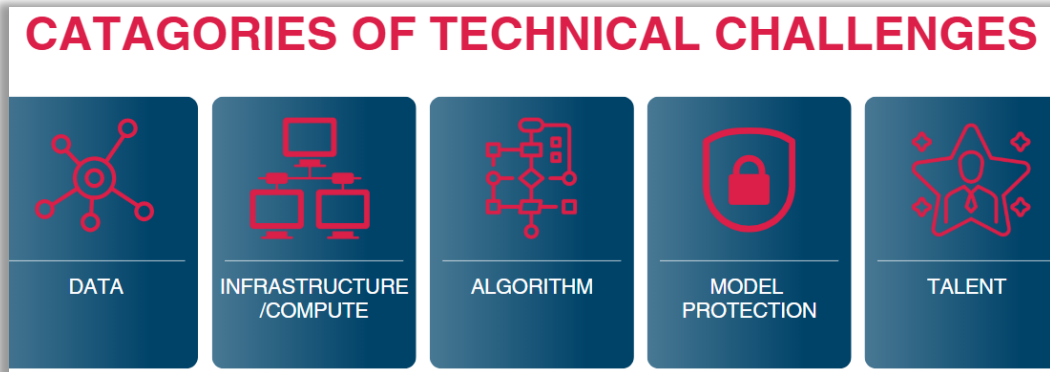 CATAGORIES OF TECHNICAL CHALLENGES
DATA
INFRASTRUCTURE
/COMPUTE
ALGORITHM
MODEL
PROTECTION
TALENT